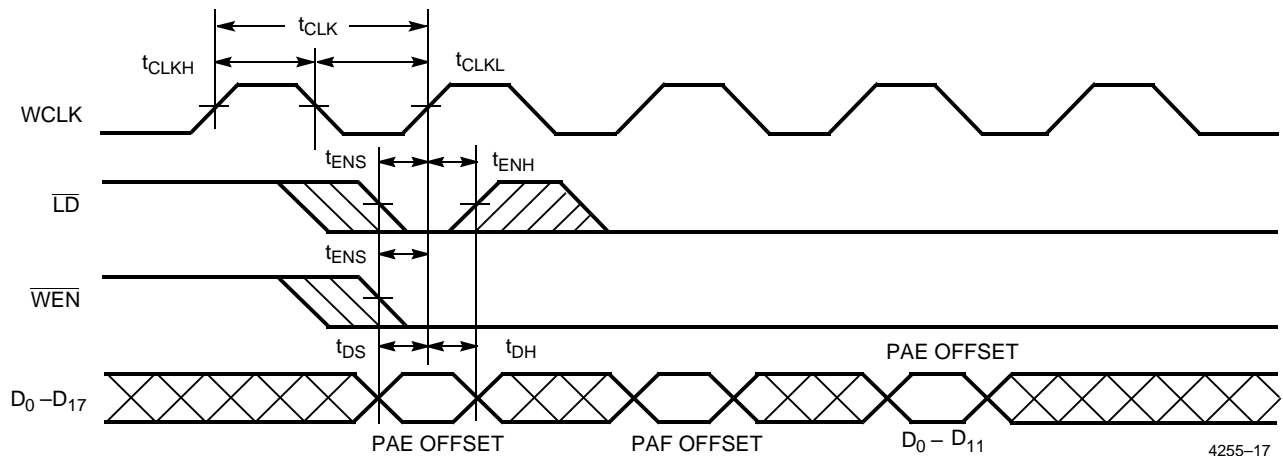 tCLK
tCLKH
tCLKL
WCLK
tENS
tENH
LD
tENS
WEN
tDS
tDH
PAE OFFSET
D0 –D17
PAE OFFSET
PAF OFFSET
D0 – D11
4255–17